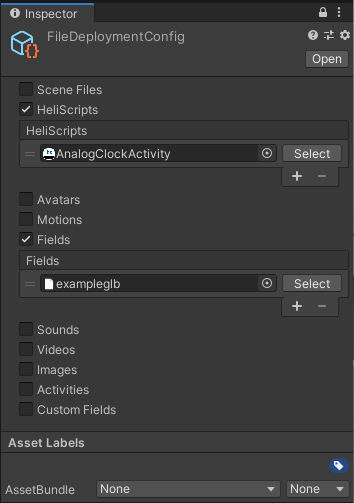 Inspector
FileDeploymentConfig
Open
Scene Files
HeliScripts
HeliScripts
AnalogClockActivity Select
Avatars
Motions
Fields
Fields
exampleglb Select
Sounds
Videos
Images
Activities
Custom Fields
Asset Labels
AssetBundle None None